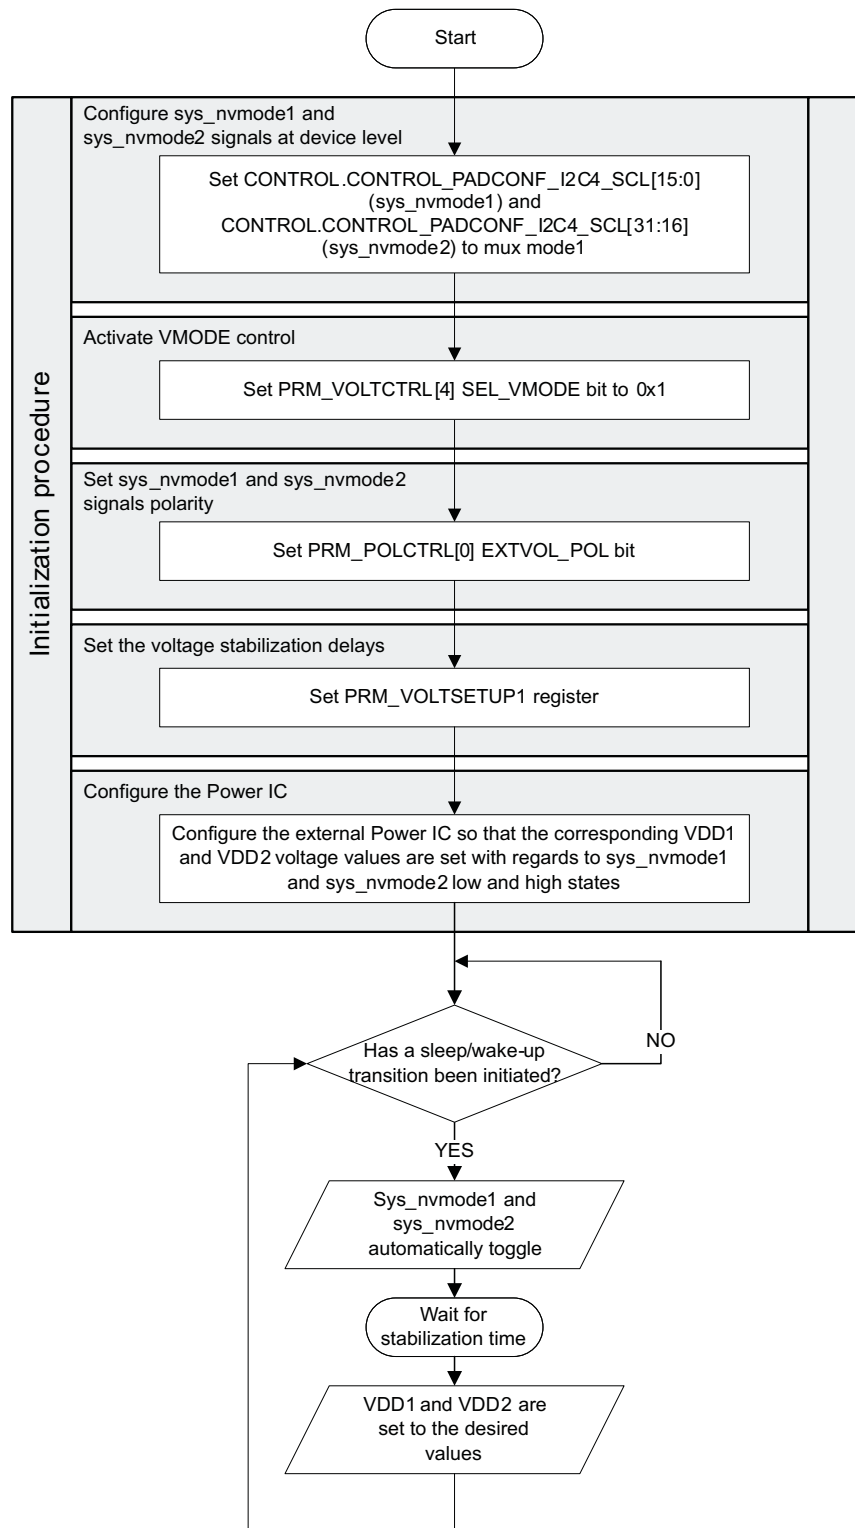 Start
Initialization procedure
Configure sys_nvmode1 and
sys_nvmode2 signals at device level
Set CONTROL.CONTROL_PADCONF_I2C4_SCL[15:0]
(sys_nvmode1) and
CONTROL.CONTROL_PADCONF_I2C4_SCL[31:16]
(sys_nvmode2) to mux mode1
Activate VMODE control
Set PRM_VOLTCTRL[4] SEL_VMODE bit to 0x1
Set sys_nvmode1 and sys_nvmode2
signals polarity
Set PRM_POLCTRL[0] EXTVOL_POL bit
Set the voltage stabilization delays
Set PRM_VOLTSETUP1 register
Configure the Power IC
Configure the external Power IC so that the corresponding VDD1
and VDD2 voltage values are set with regards to sys_nvmode1
and sys_nvmode2 low and high states
Has a sleep/wake-up
transition been initiated?
NO
YES
Sys_nvmode1 and
sys_nvmode2
automatically toggle
Wait for
stabilization time
VDD1 and VDD2 are
set to the desired
values